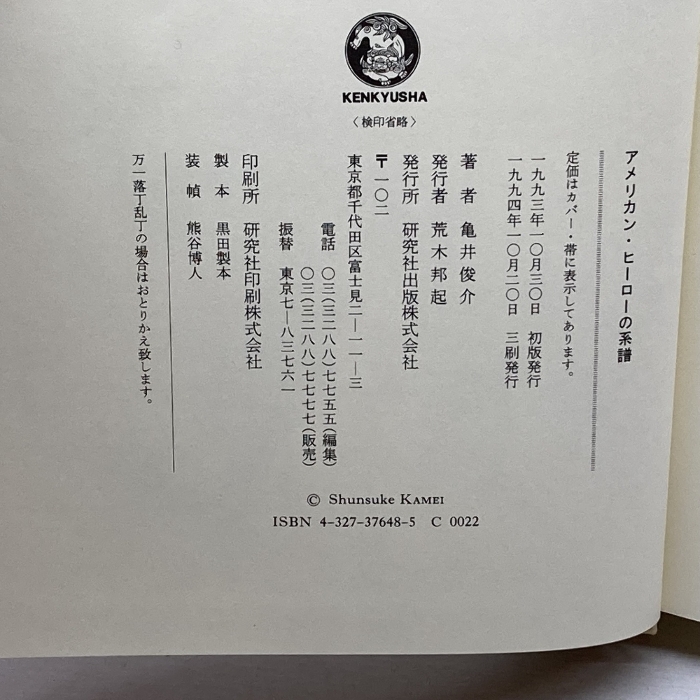 KENKYUSHA
〈検印省略〉
アメリカン・ヒーローの系譜
定価はカバー・帯に表示してあります。
一九九三年一〇月三〇日 初版発行
一九九四年一〇月二〇日 三刷発行
著者 亀井俊介
発行者 荒木邦起
発行所 研究社出版株式会社
〒一〇二
東京都千代田区富士見二―一一―三
電話 〇三(三二八八)七七五五(編集)
〇三(三二八八)七七七七(販売)
振替 東京七―八三七六一
印刷所 研究社印刷株式会社
製本 黒田製本
装幀 熊谷博人
万一落丁乱丁の場合はおとりかえ致します。
© Shunsuke KAMEI
ISBN 4-327-37648-5 C 0022